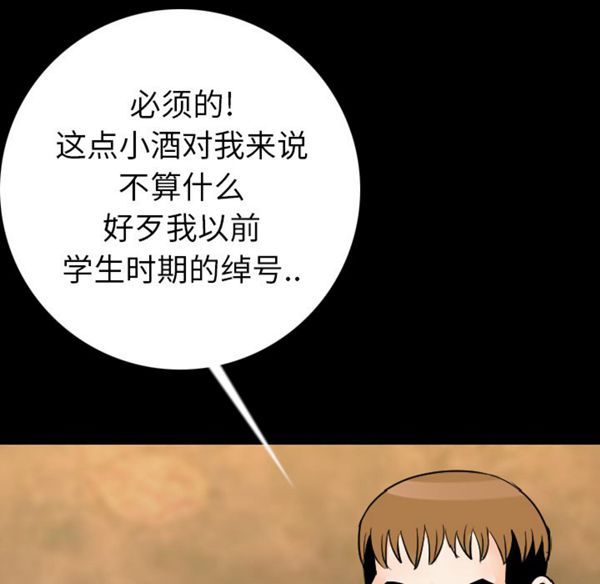 必须的!
这点小酒对我来说
不算什么
好歹我以前
学生时期的绰号..